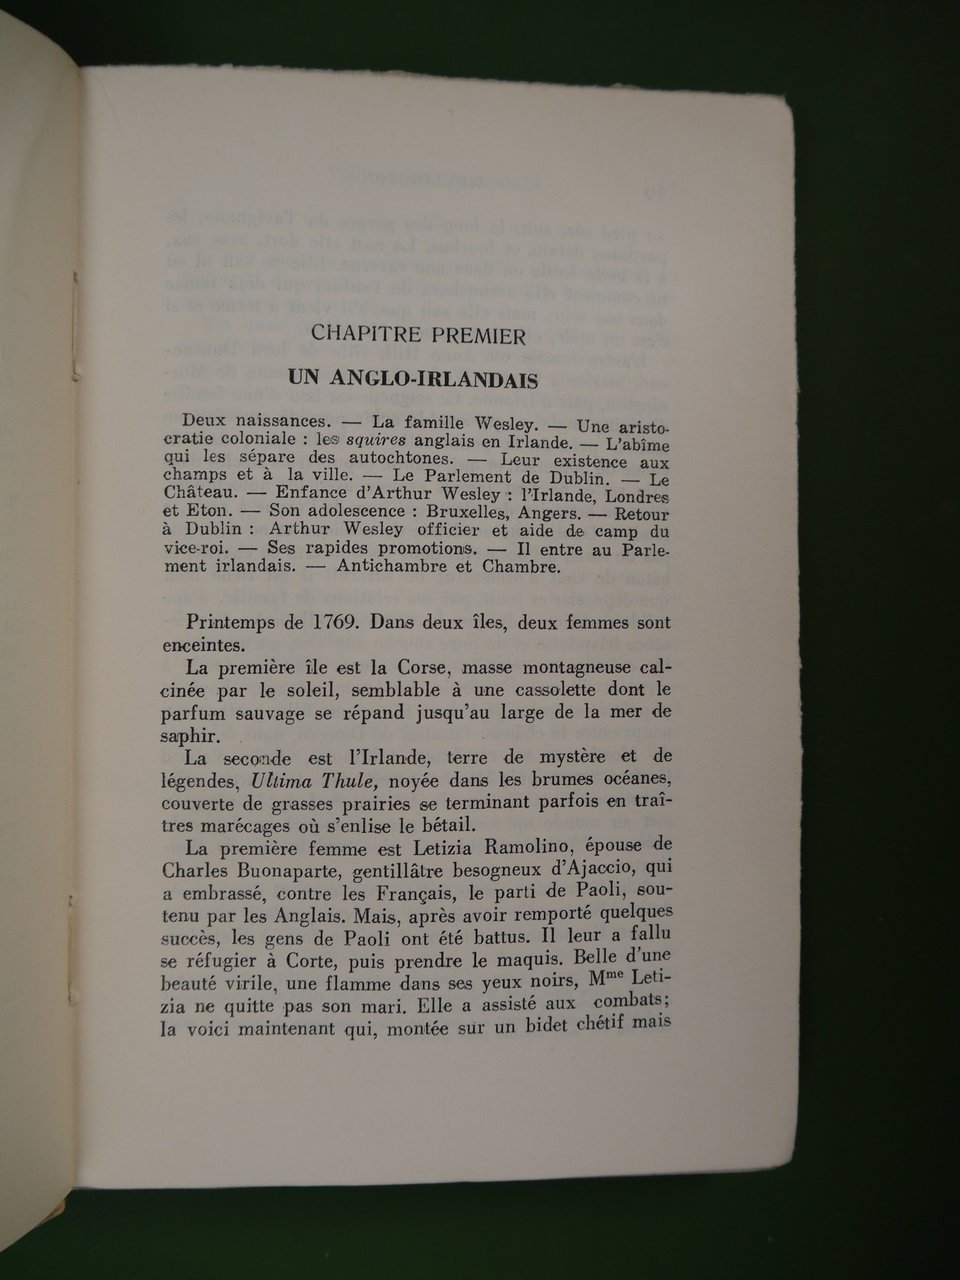 CHAPITRE PREMIER
UN ANGLO-IRLANDAIS
Deux naissances. — La famille Wesley. — Une aristo-
cratie coloniale : les squires anglais en Irlande. — L'abîme
qui les sépare des autochtones. — Leur existence aux
champs et à la ville. — Le Parlement de Dublin. — Le
Château. — Enfance d'Arthur Wesley : l'Irlande, Londres
et Eton. — Son adolescence : Bruxelles, Angers. — Retour
à Dublin : Arthur Wesley officier et aide de camp du
vice-roi. — Ses rapides promotions. — Il entre au Parle-
ment irlandais. — Antichambre et Chambre.
Printemps de 1769. Dans deux îles, deux femmes sont
enceintes.
La première île est la Corse, masse montagneuse cal-
cinée par le soleil, semblable à une cassolette dont le
parfum sauvage se répand jusqu'au large de la mer de
saphir.
La seconde est l'Irlande, terre de mystère et de
légendes, Ultima Thule, noyée dans les brumes océanes,
couverte de grasses prairies se terminant parfois en traî-
tres marécages où s'enlise le bétail.
La première femme est Letizia Ramolino, épouse de
Charles Buonaparte, gentillâtre besogneux d'Ajaccio, qui
a embrassé, contre les Français, le parti de Paoli, sou-
tenu par les Anglais. Mais, après avoir remporté quelques
succès, les gens de Paoli ont été battus. Il leur a fallu
se réfugier à Corte, puis prendre le maquis. Belle d'une
beauté virile, une flamme dans ses yeux noirs, Mme Leti-
zia ne quitte pas son mari. Elle a assisté aux combats;
la voici maintenant qui, montée sur un bidet chétif mais